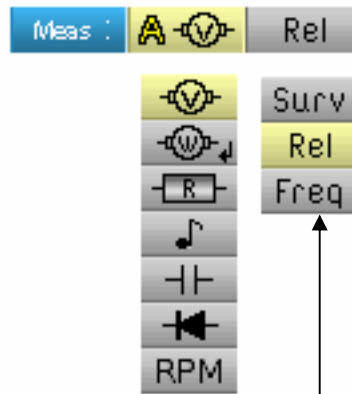 Meas : A V Rel
V Surv
W Rel
R Freq
RPM